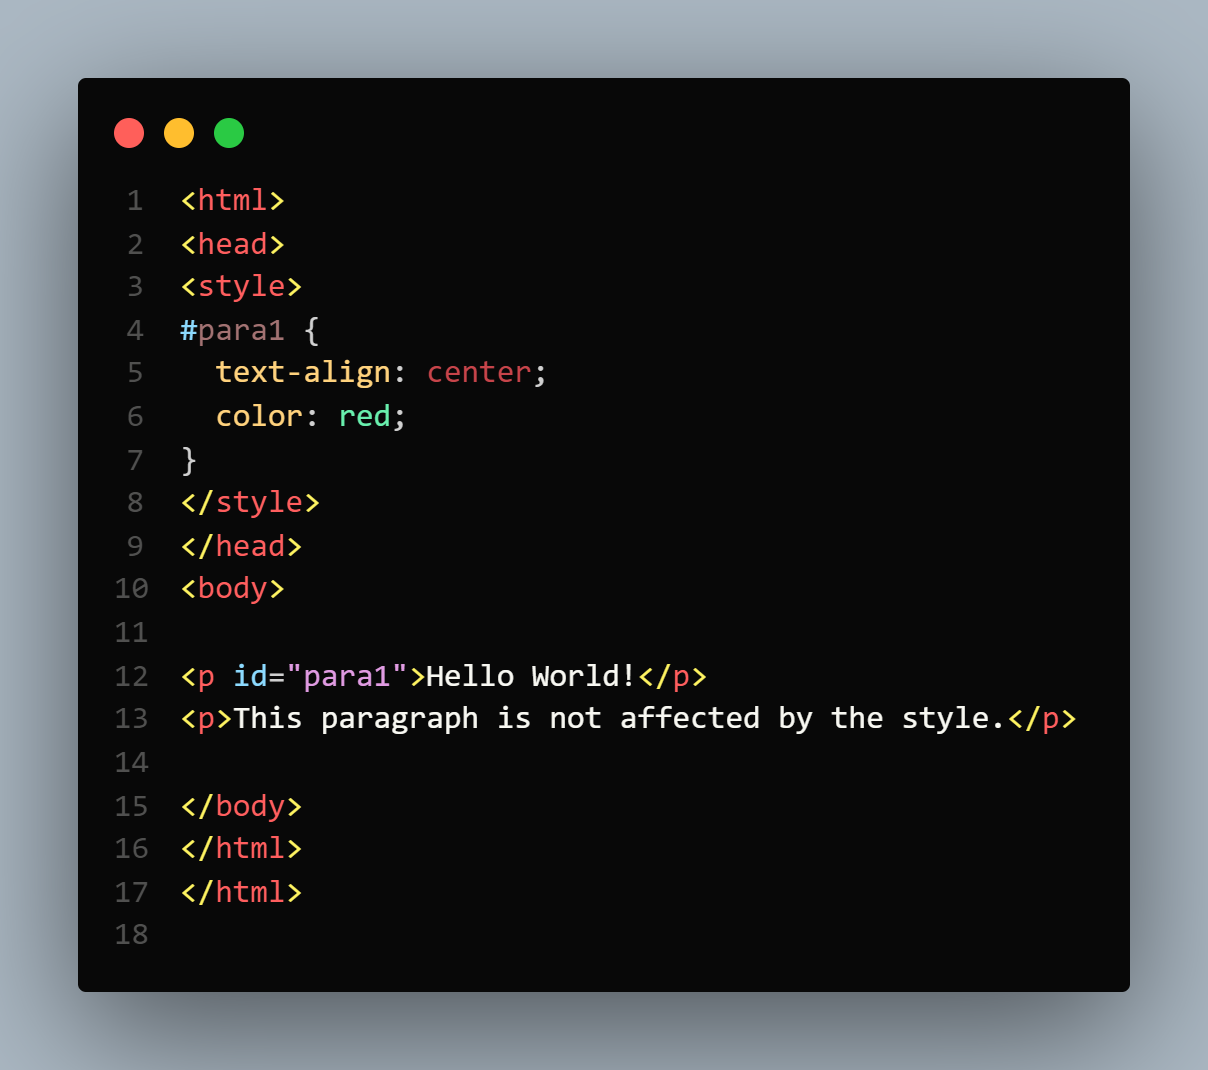 1 <html>
2 <head>
3 <style>
4 #para1 {
5   text-align: center;
6   color: red;
7 }
8 </style>
9 </head>
10 <body>
11
12 <p id="para1">Hello World!</p>
13 <p>This paragraph is not affected by the style.</p>
14
15 </body>
16 </html>
17 </html>
18